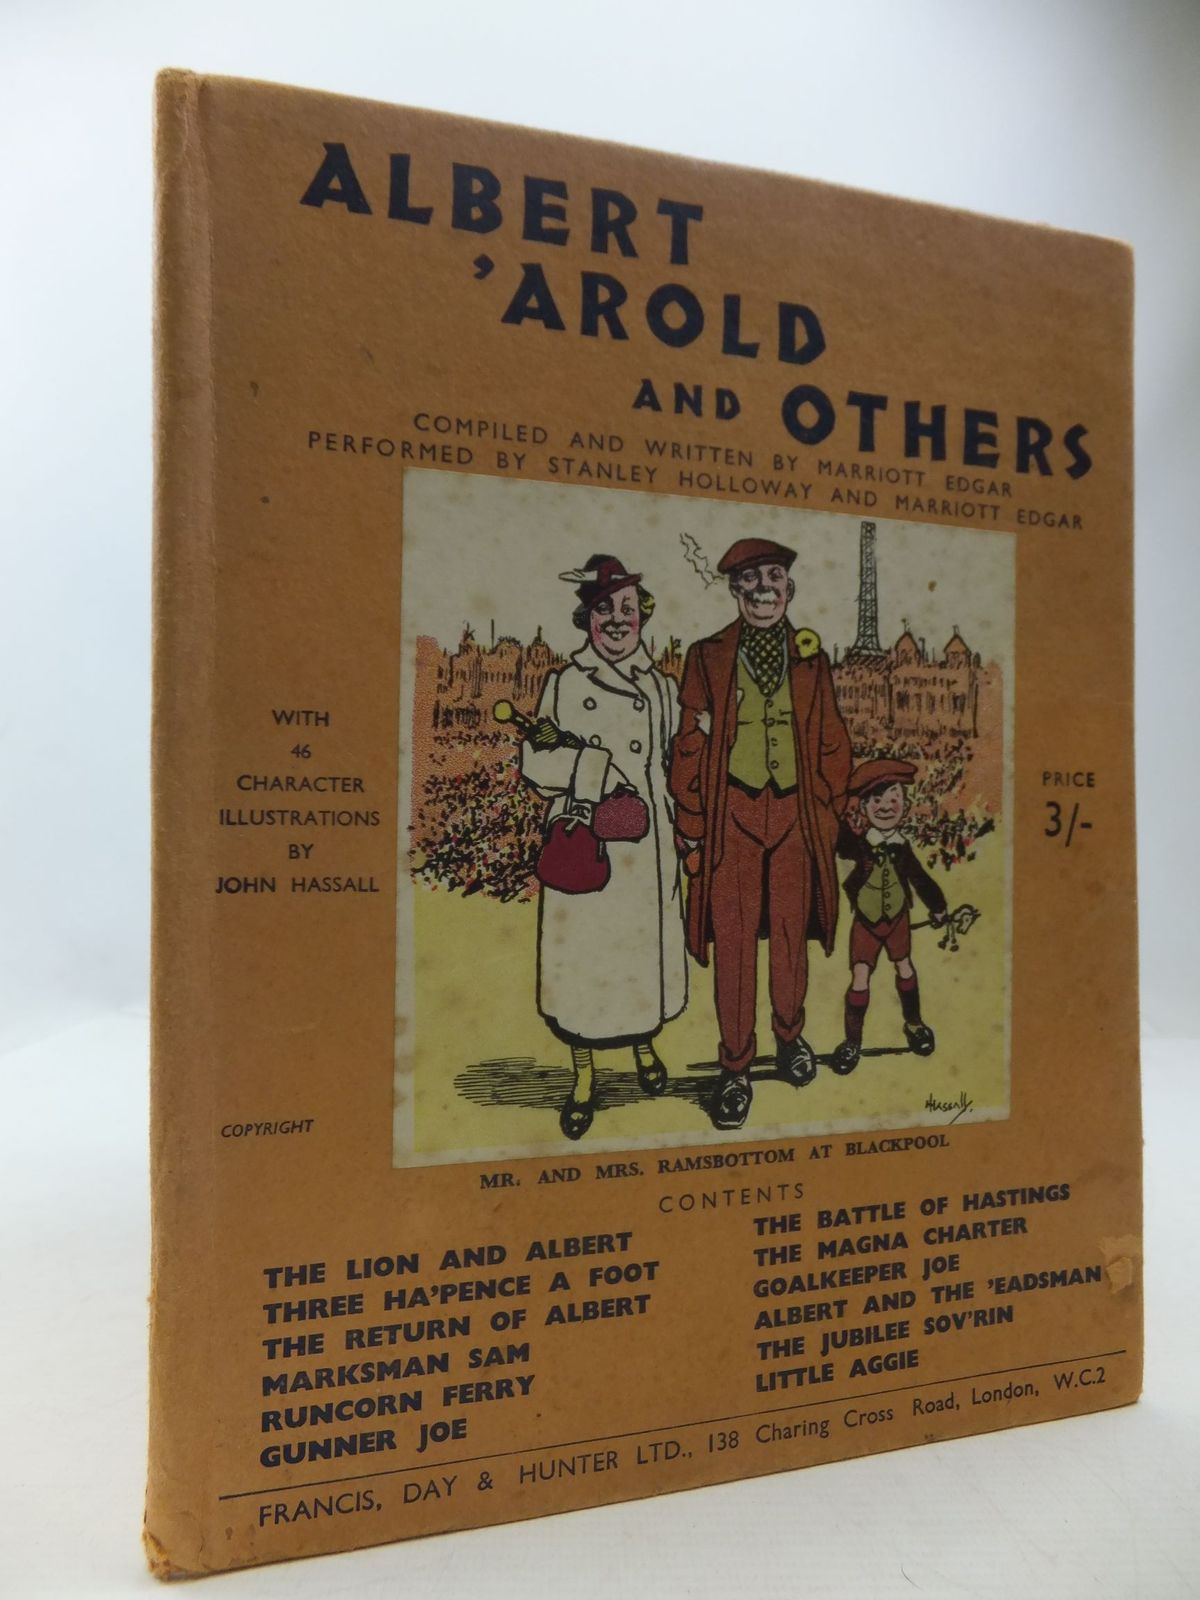 ALBERT
'AROLD
AND OTHERS
COMPILED AND WRITTEN BY MARRIOTT EDGAR
PERFORMED BY STANLEY HOLLOWAY AND MARRIOTT EDGAR
WITH
46
CHARACTER
ILLUSTRATIONS
BY
JOHN HASSALL
PRICE
3/-
Hassall.
COPYRIGHT
MR. AND MRS. RAMSBOTTOM AT BLACKPOOL
CONTENTS
THE LION AND ALBERT
THREE HA'PENCE A FOOT
THE RETURN OF ALBERT
MARKSMAN SAM
RUNCORN FERRY
GUNNER JOE
THE BATTLE OF HASTINGS
THE MAGNA CHARTER
GOALKEEPER JOE
ALBERT AND THE 'EADSMAN
THE JUBILEE SOV'RIN
LITTLE AGGIE
FRANCIS, DAY & HUNTER LTD., 138 Charing Cross Road, London, W.C.2